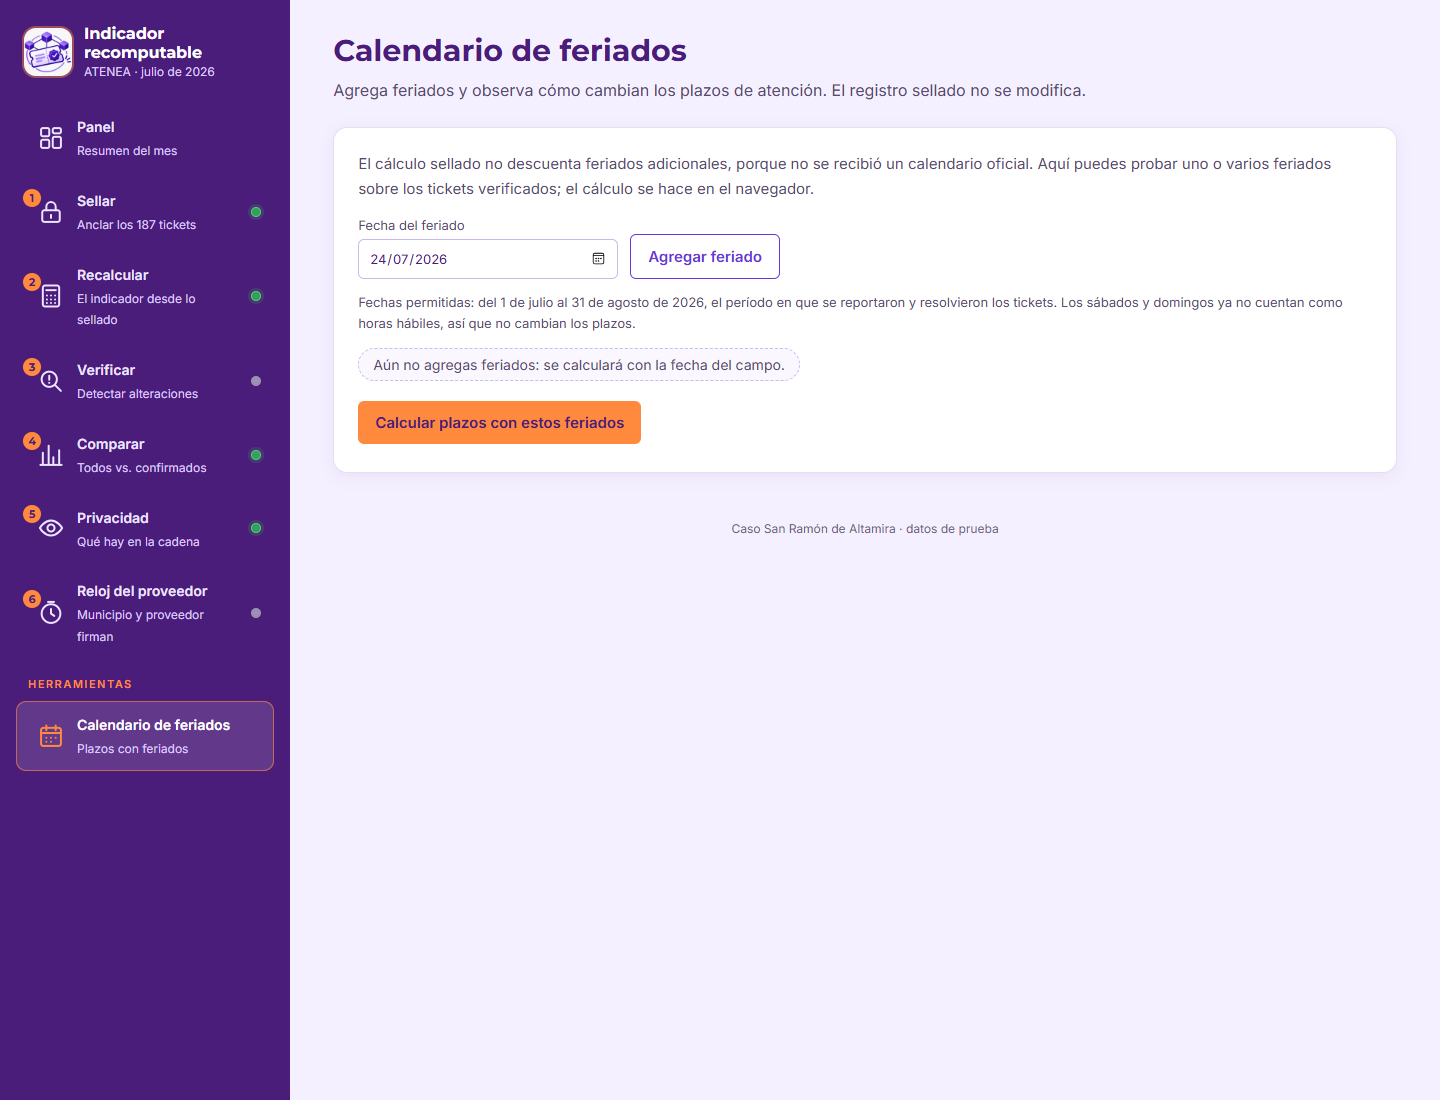 Indicador
recomputable
ATENEA · julio de 2026
Panel
Resumen del mes
1
Sellar
Anclar los 187 tickets
2
Recalcular
El indicador desde lo
sellado
3
Verificar
Detectar alteraciones
4
Comparar
Todos vs. confirmados
5
Privacidad
Qué hay en la cadena
6
Reloj del proveedor
Municipio y proveedor
firman
HERRAMIENTAS
Calendario de feriados
Plazos con feriados
Calendario de feriados
Agrega feriados y observa cómo cambian los plazos de atención. El registro sellado no se modifica.
El cálculo sellado no descuenta feriados adicionales, porque no se recibió un calendario oficial. Aquí puedes probar uno o varios feriados
sobre los tickets verificados; el cálculo se hace en el navegador.
Fecha del feriado
24/07/2026
Agregar feriado
Fechas permitidas: del 1 de julio al 31 de agosto de 2026, el período en que se reportaron y resolvieron los tickets. Los sábados y domingos ya no cuentan como
horas hábiles, así que no cambian los plazos.
Aún no agregas feriados: se calculará con la fecha del campo.
Calcular plazos con estos feriados
Caso San Ramón de Altamira · datos de prueba